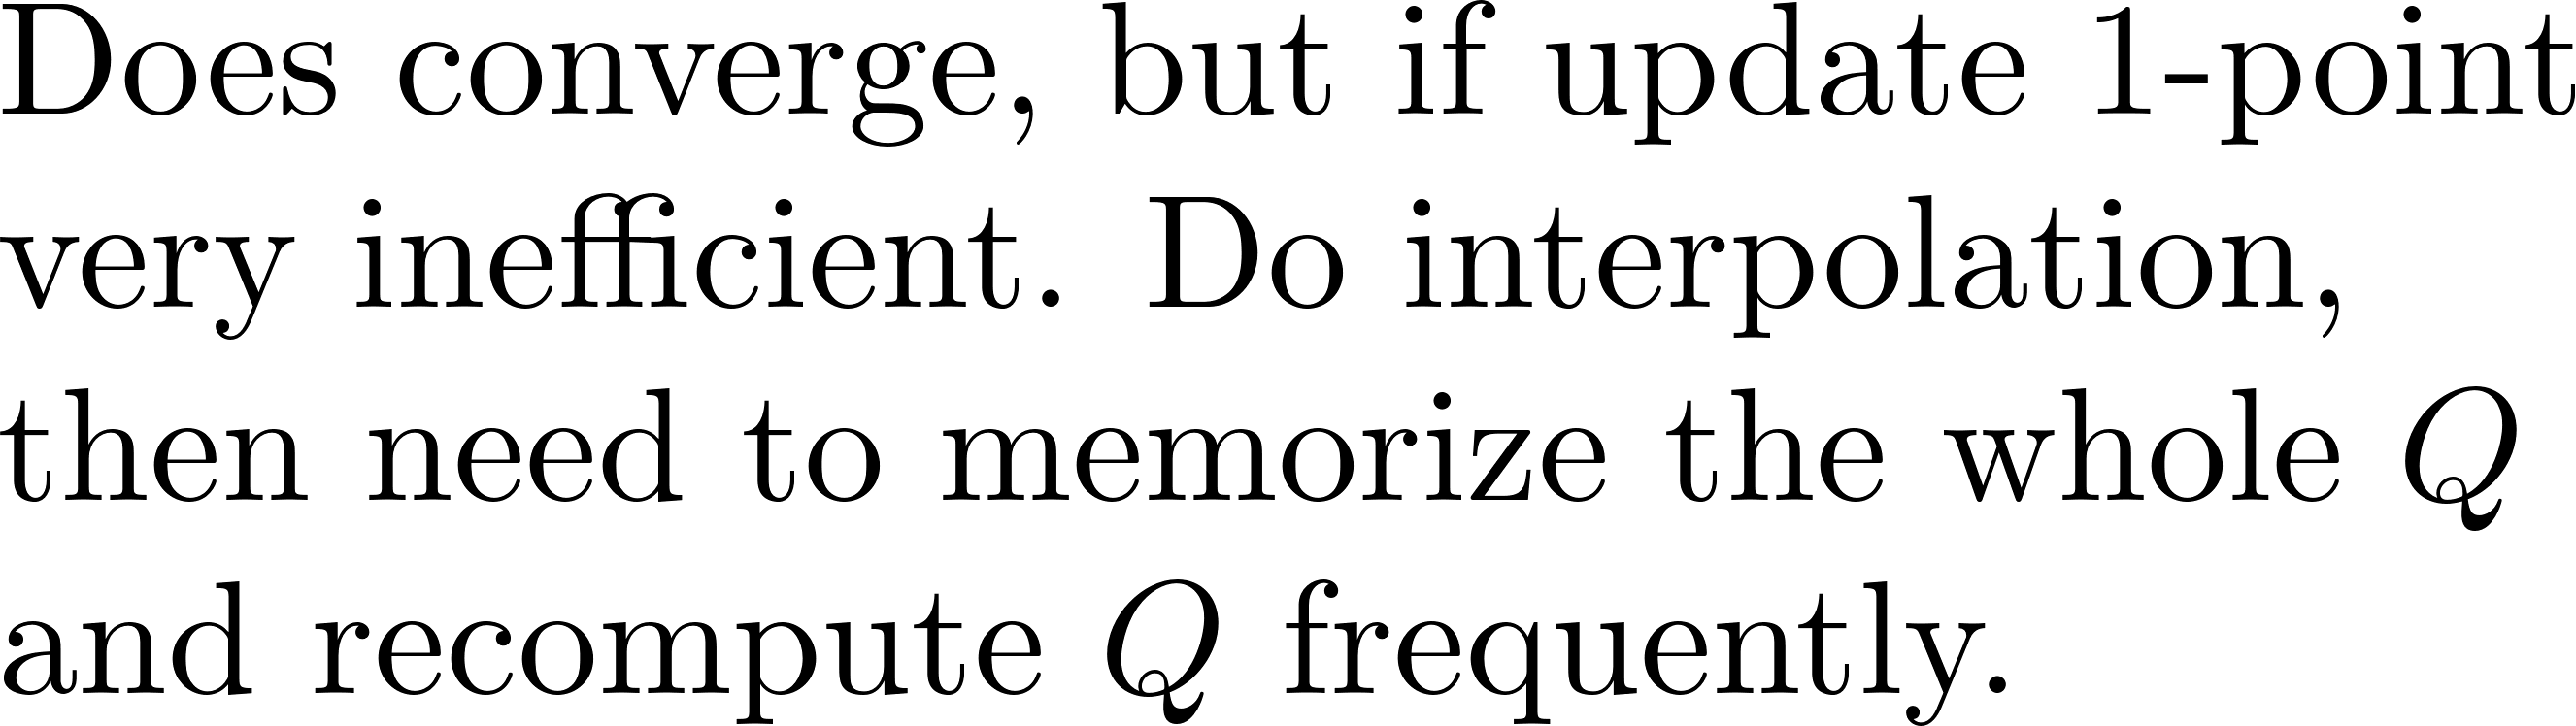 Does converge, but if update 1-point
very inefficient. Do interpolation,
then need to memorize the whole Q
and recompute Q frequently.